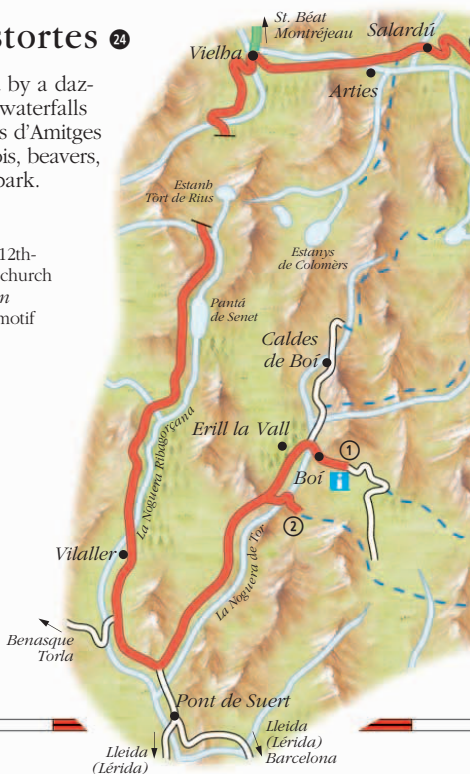 stortes 24
by a daz-
waterfalls
s d'Amitges
ois, beavers,
park.
12th-
church
n
motif
St. Béat
Montréjeau
Salardú
Vielha
Arties
Estanh
Tòrt de Rius
Estanys
de Colomèrs
Pantá
de Senet
Caldes
de Boí
La Noguera Ribagorçana
Erill la Vall
1
Boí
i
2
La Noguera de Tor
Vilaller
Benasque
Torla
Pont de Suert
Lleida
(Lérida)
Lleida
(Lérida)
Barcelona